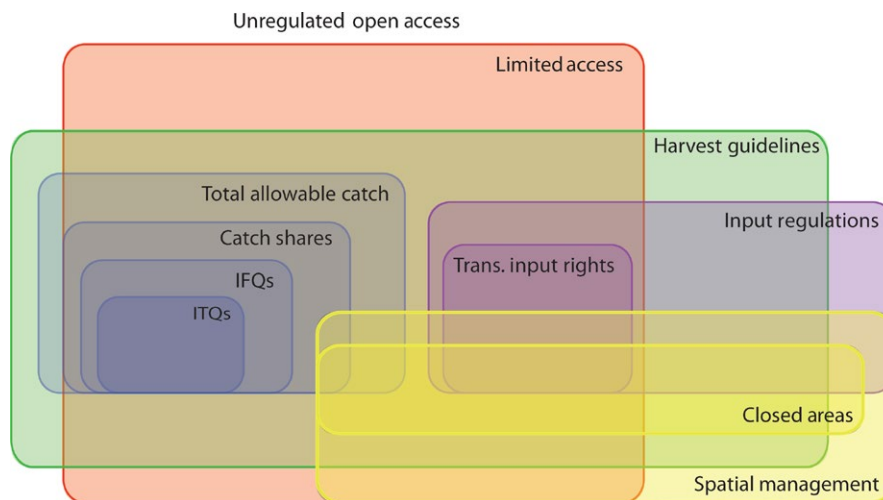 Unregulated open access
Limited access
Harvest guidelines
Total allowable catch
Input regulations
Catch shares
Trans. input rights
IFQs
ITQs
Closed areas
Spatial management